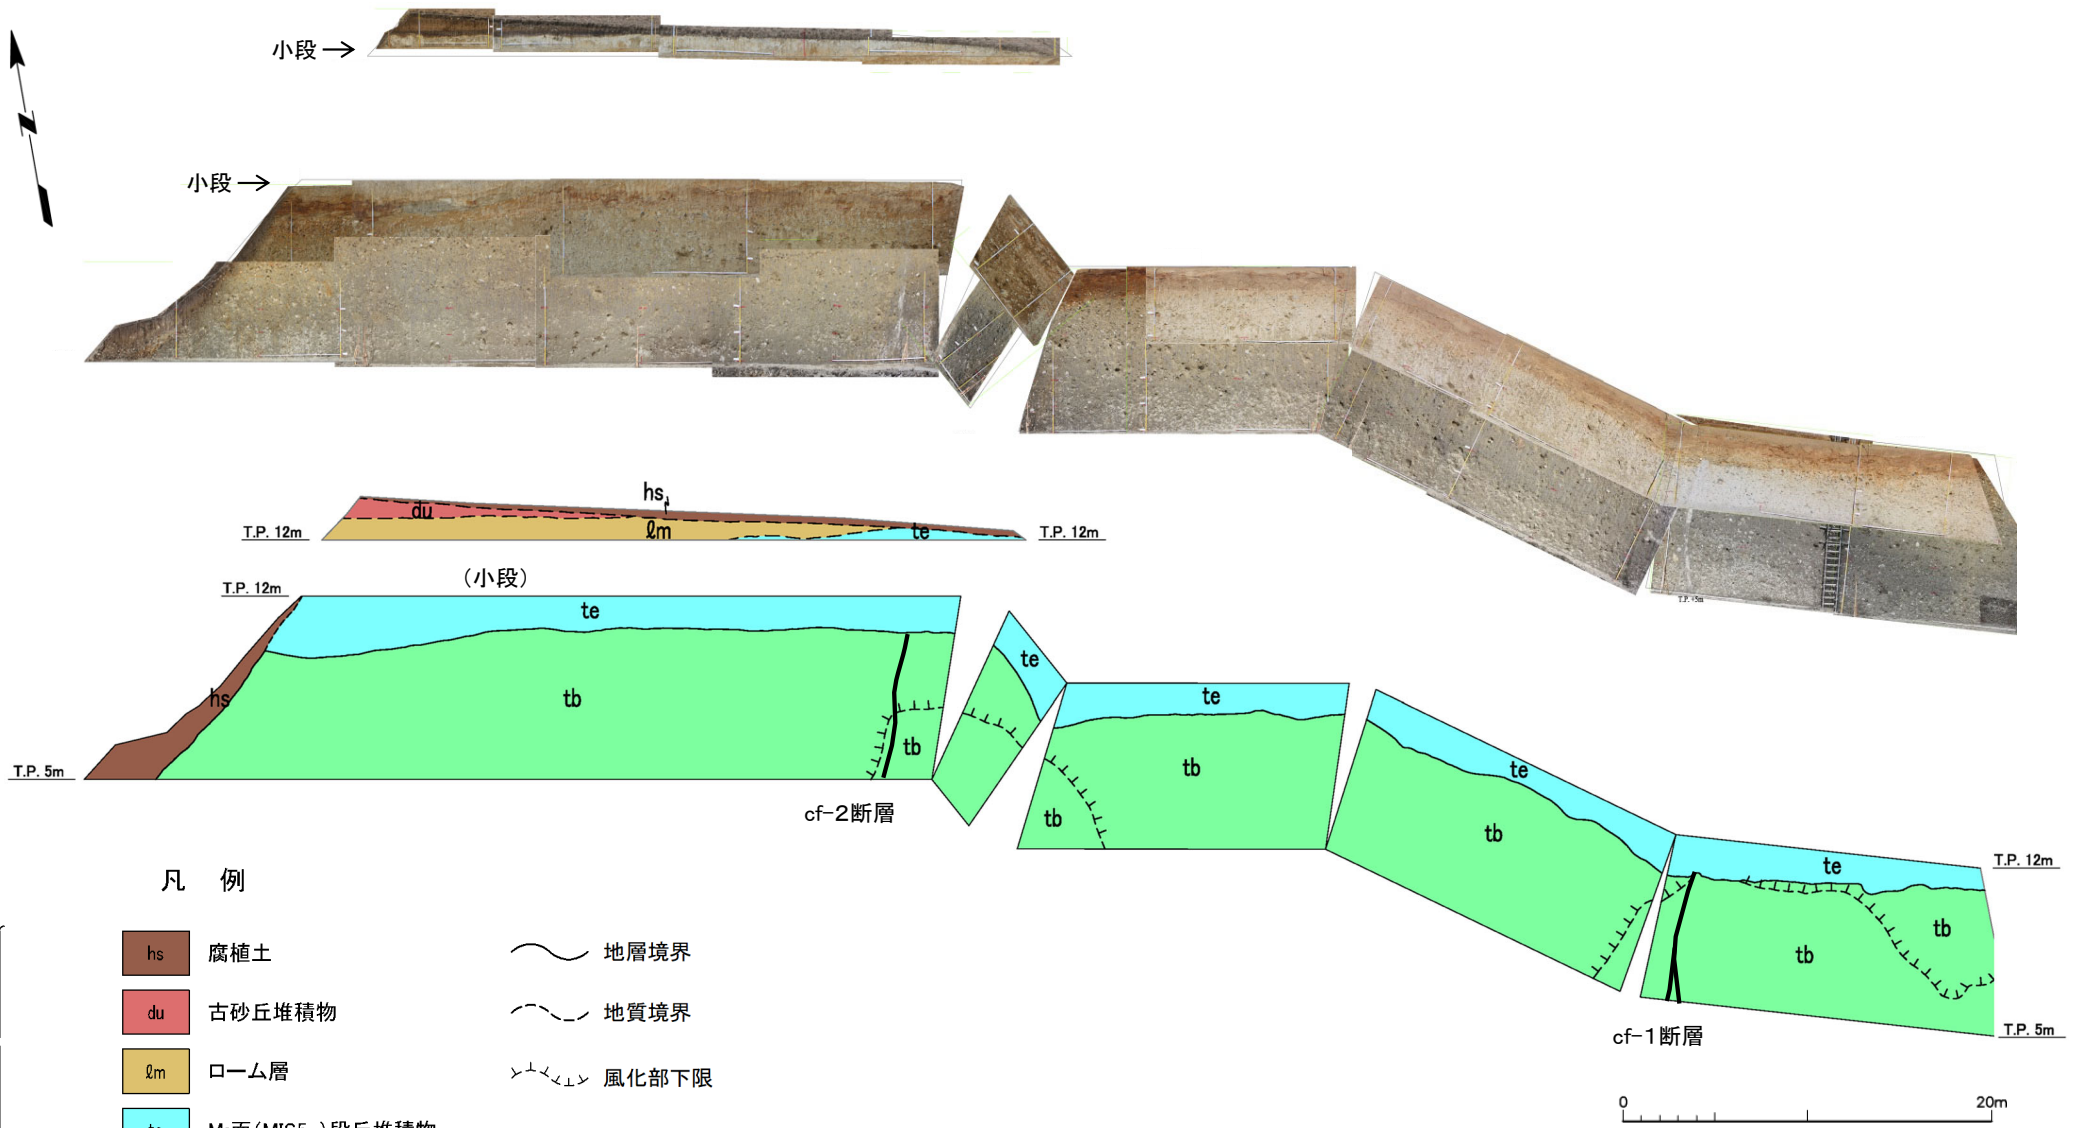 小段→
小段→
T.P.+5m
hs
du
ℓm
te
T.P. 12m
T.P. 12m
(小段)
T.P. 12m
te
hs
tb
tb
T.P. 5m
cf-2断層
te
te
tb
tb
te
tb
te
T.P. 12m
tb
tb
T.P. 5m
cf-1断層
凡 例
hs 腐植土
du 古砂丘堆積物
ℓm ローム層
地層境界
地質境界
風化部下限
0 20m